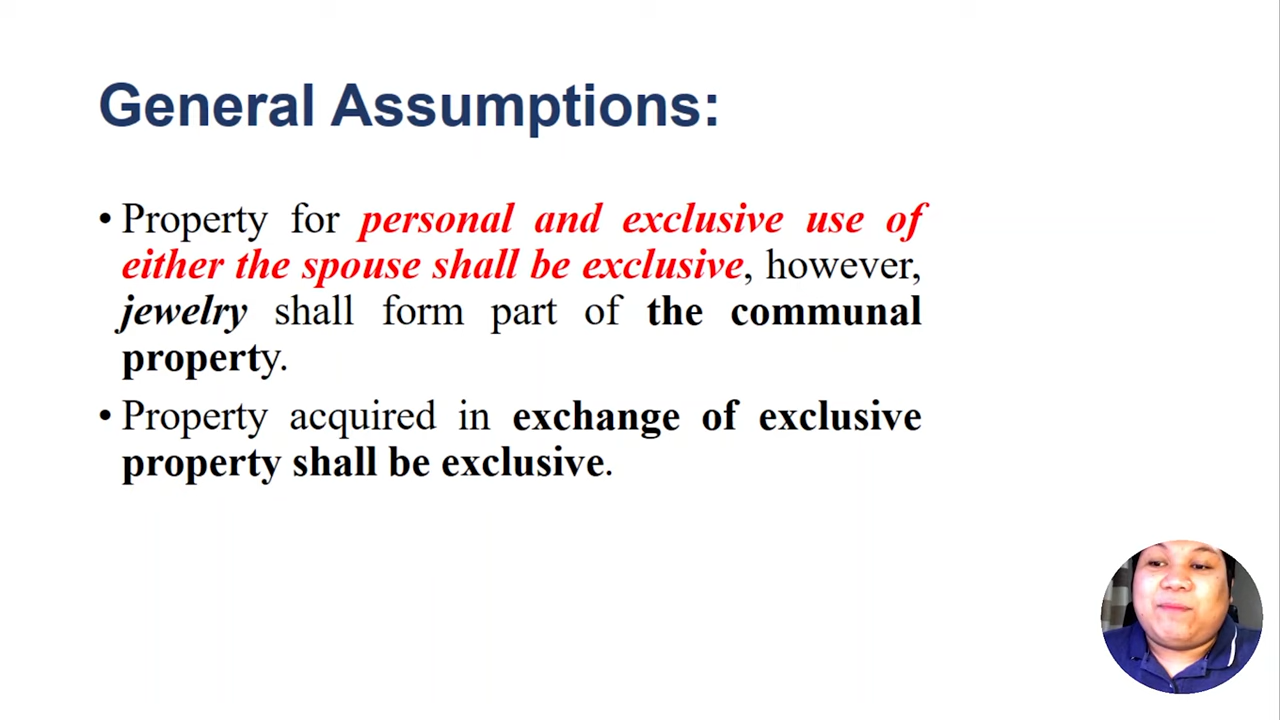 General Assumptions:
• Property for personal and exclusive use of
either the spouse shall be exclusive, however,
jewelry shall form part of the communal
property.
• Property acquired in exchange of exclusive
property shall be exclusive.